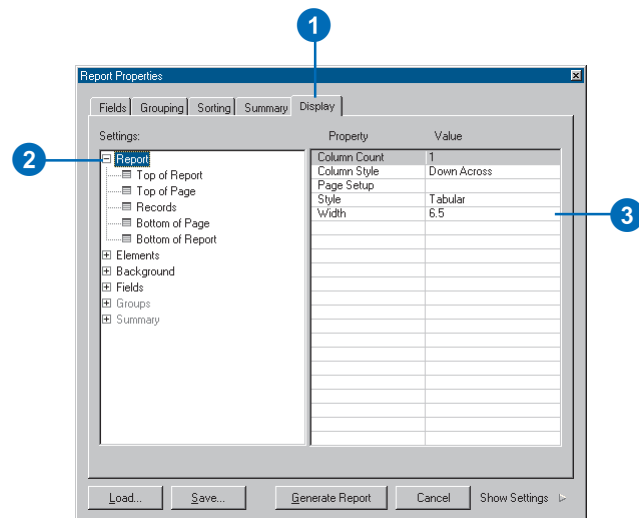 1
Report Properties
Fields Grouping Sorting Summary Display
Settings:
Property Value
2
Report
Top of Report
Top of Page
Records
Bottom of Page
Bottom of Report
Elements
Background
Fields
Groups
Summary
Column Count 1
Column Style Down Across
Page Setup
Style Tabular
Width 6.5
3
Load... Save... Generate Report Cancel Show Settings